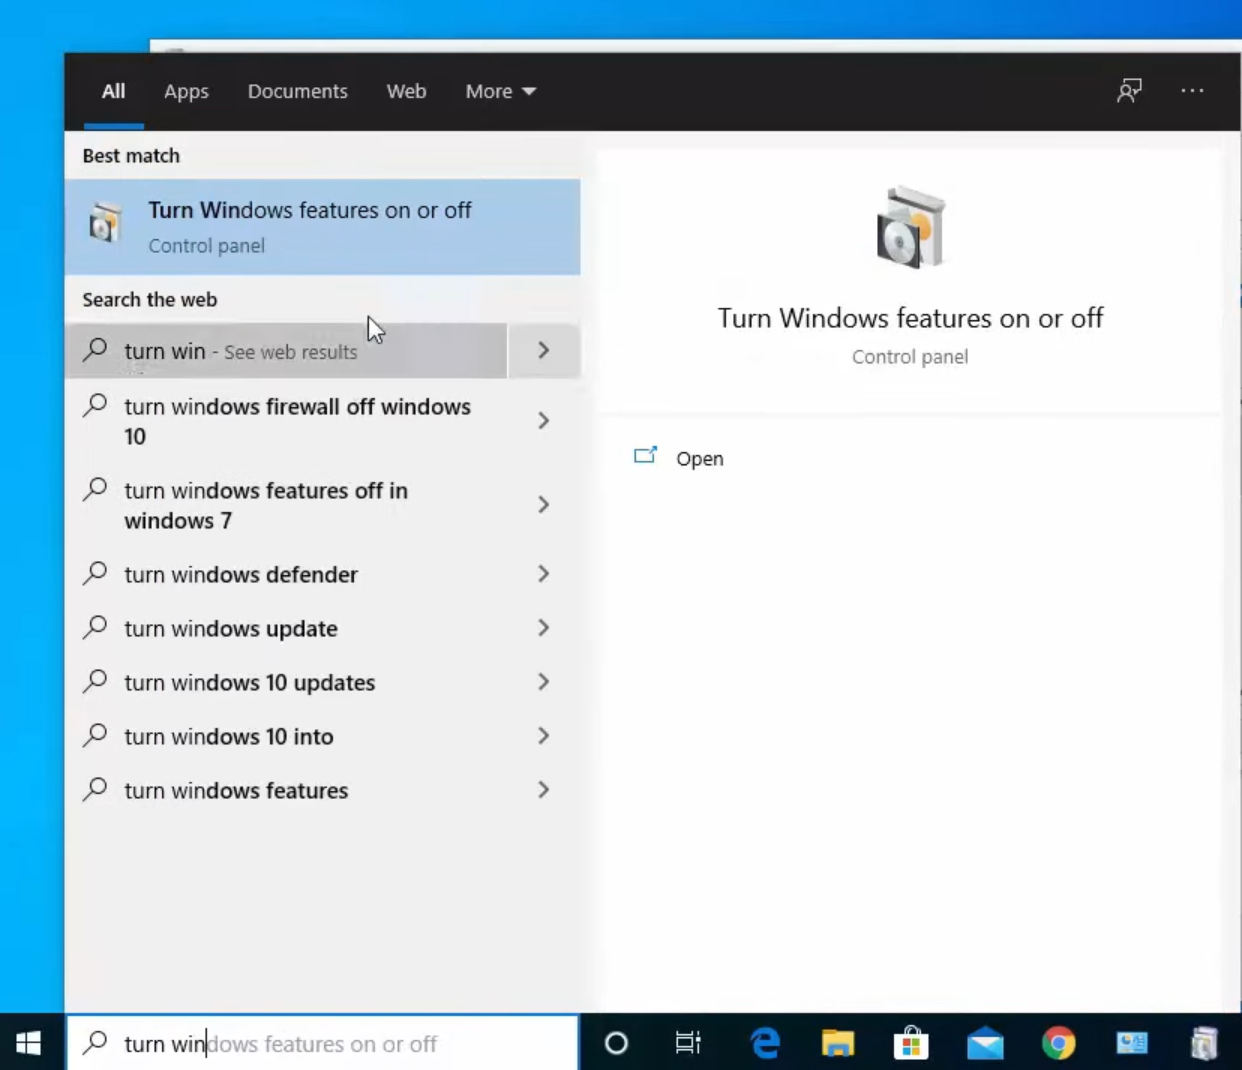 All Apps Documents Web More
Best match
Turn Windows features on or off
Control panel
Search the web
turn win - See web results
turn windows firewall off windows
10
turn windows features off in
windows 7
turn windows defender
turn windows update
turn windows 10 updates
turn windows 10 into
turn windows features
Turn Windows features on or off
Control panel
Open
turn windows features on or off